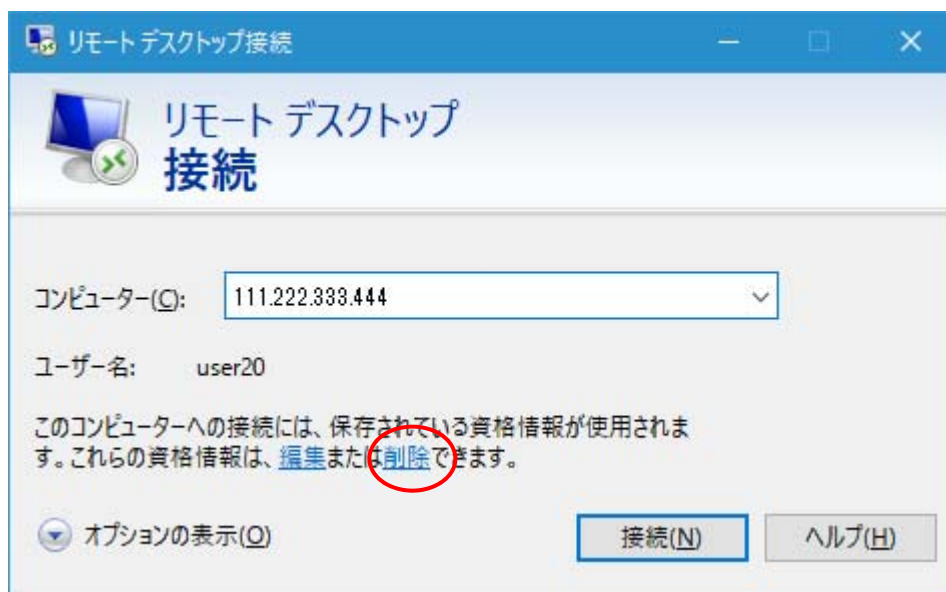 リモート デスクトップ接続
リモート デスクトップ
接続
コンピューター(C): 111.222.333.444
ユーザー名: user20
このコンピューターへの接続には、保存されている資格情報が使用されま
す。これらの資格情報は、編集または削除できます。
オプションの表示(O) 接続(N) ヘルプ(H)